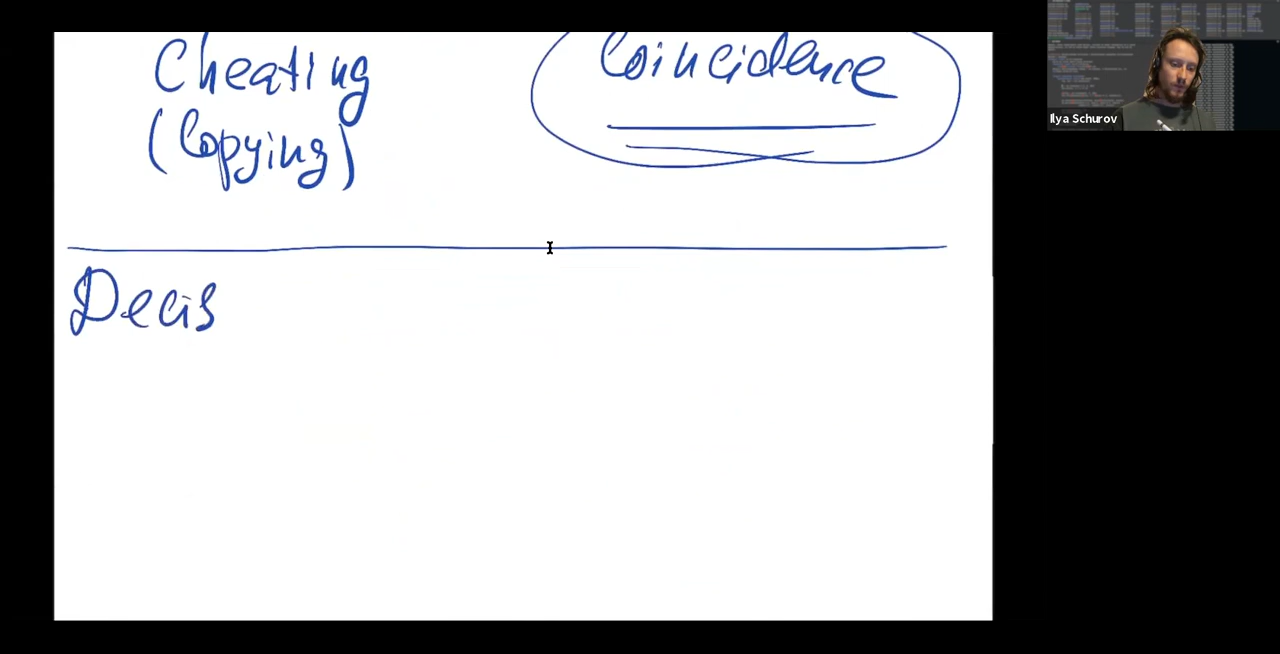 Cheating
Coincidence
(Copying)
Decis
Ilya Schurov